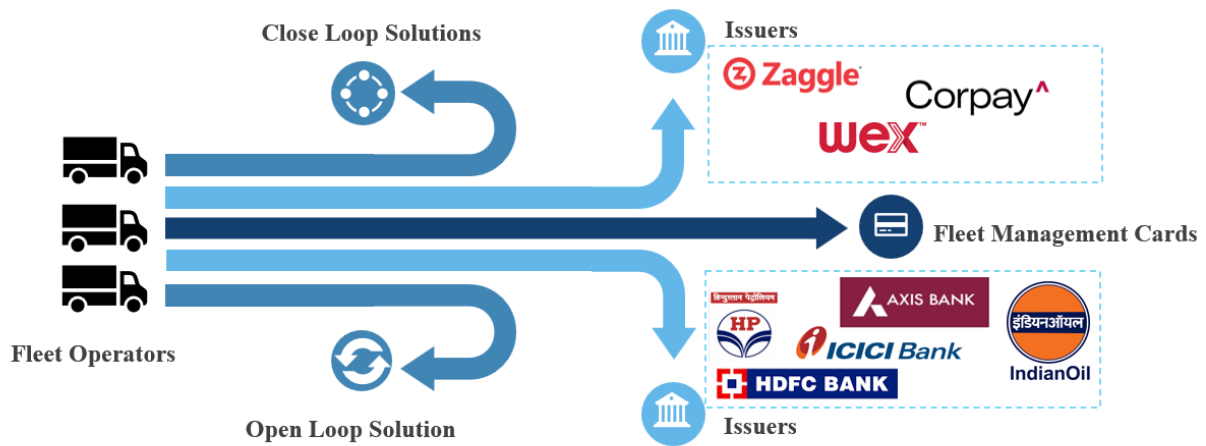 Close Loop Solutions
Issuers
Zaggle
Corpay^
wex™
Fleet Management Cards
Fleet Operators
हिन्दुस्तान पेट्रोलियम
HP
AXIS BANK
ICICI Bank
इंडियनऑयल
IndianOil
HDFC BANK
Open Loop Solution
Issuers